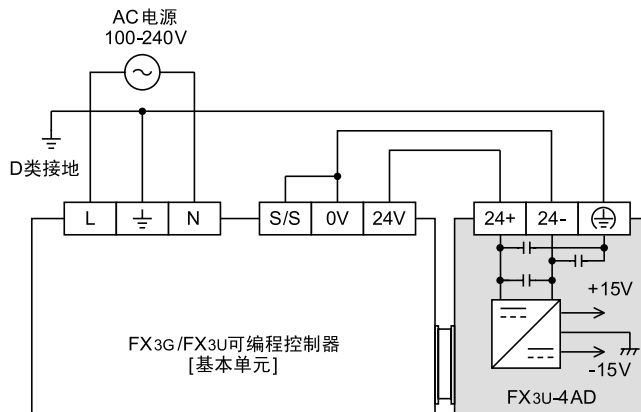 AC电源
100-240V
D类接地
L
N
S/S
0V
24V
24+
24-
+15V
-15V
FX3G/FX3U可编程控制器
[基本单元]
FX3U-4AD